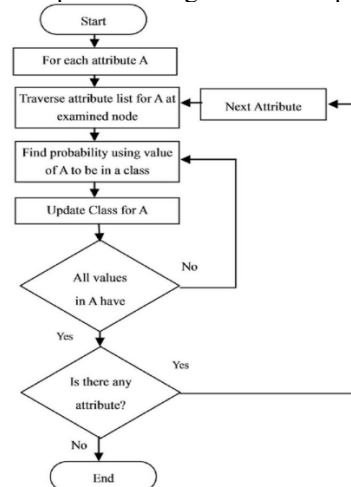 Start
For each attribute A
Traverse attribute list for A at
examined node
Next Attribute
Find probability using value
of A to be in a class
Update Class for A
All values
in A have
No
Yes
Is there any
attribute?
Yes
No
End